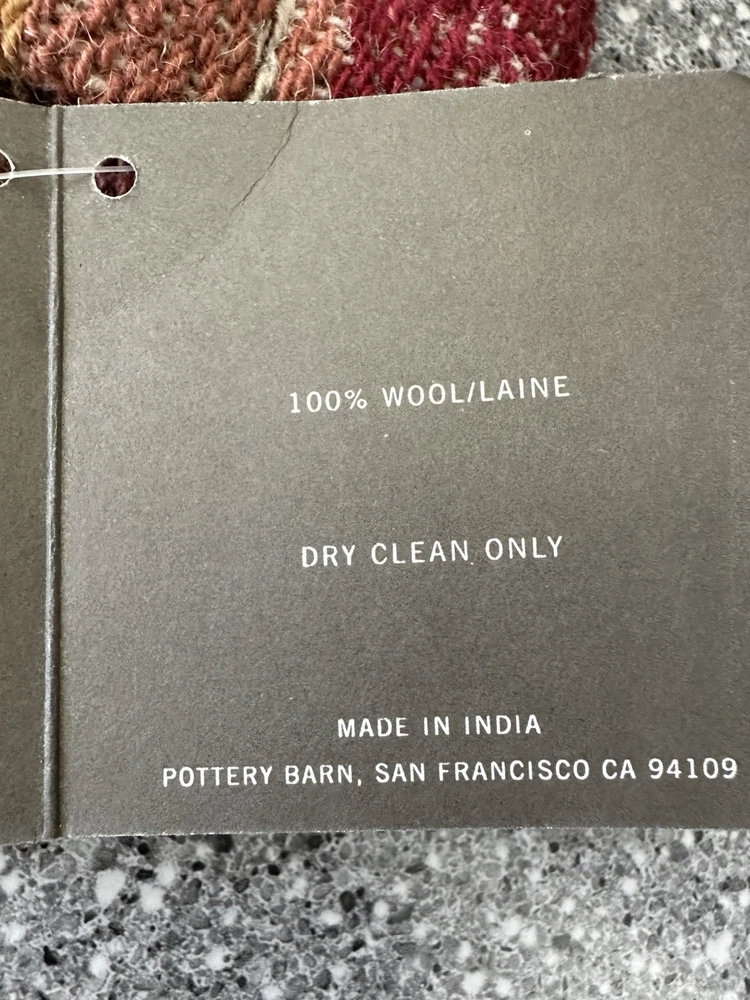 100% WOOL/LAINE
DRY CLEAN ONLY
MADE IN INDIA
POTTERY BARN, SAN FRANCISCO CA 94109